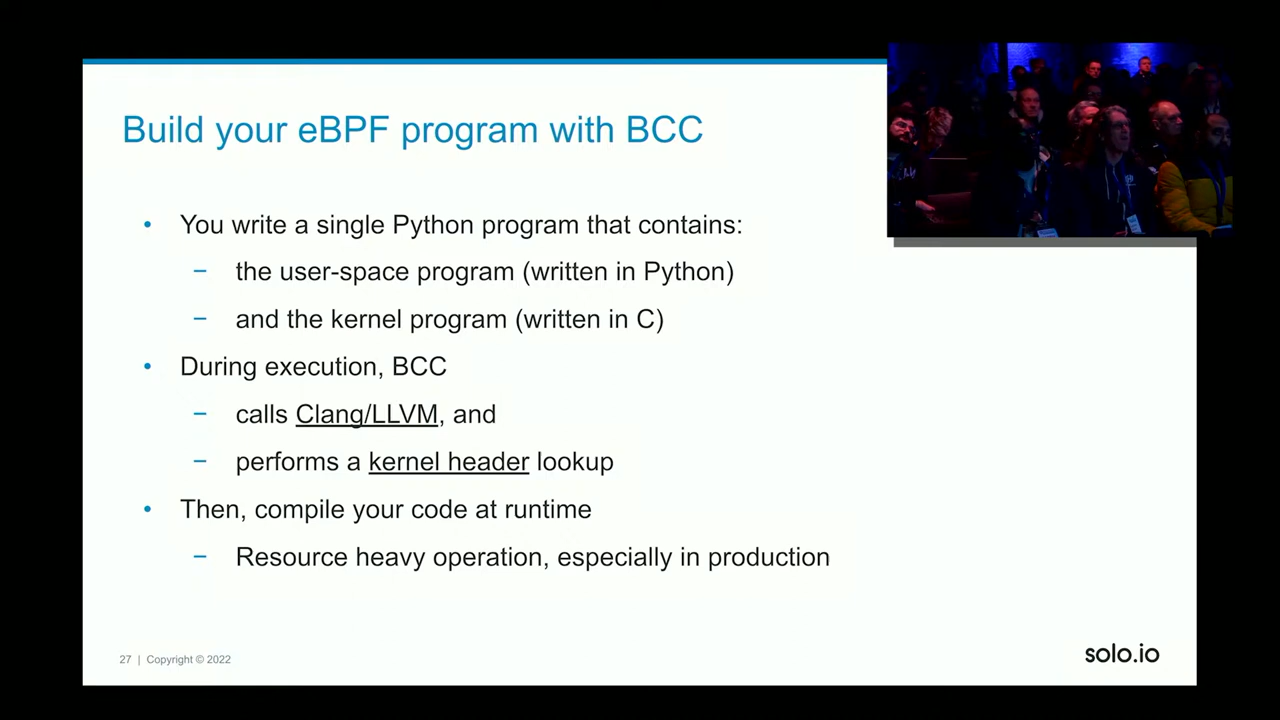 Build your eBPF program with BCC
• You write a single Python program that contains:
− the user-space program (written in Python)
− and the kernel program (written in C)
• During execution, BCC
− calls Clang/LLVM, and
− performs a kernel header lookup
• Then, compile your code at runtime
− Resource heavy operation, especially in production
27 | Copyright © 2022
solo.io